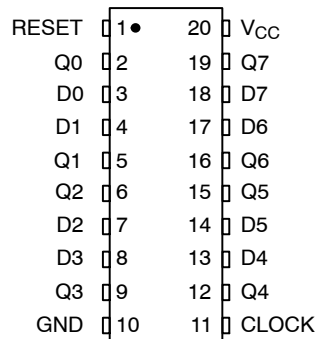 RESET 1 20 VCC
Q0 2 19 Q7
D0 3 18 D7
D1 4 17 D6
Q1 5 16 Q6
Q2 6 15 Q5
D2 7 14 D5
D3 8 13 D4
Q3 9 12 Q4
GND 10 11 CLOCK